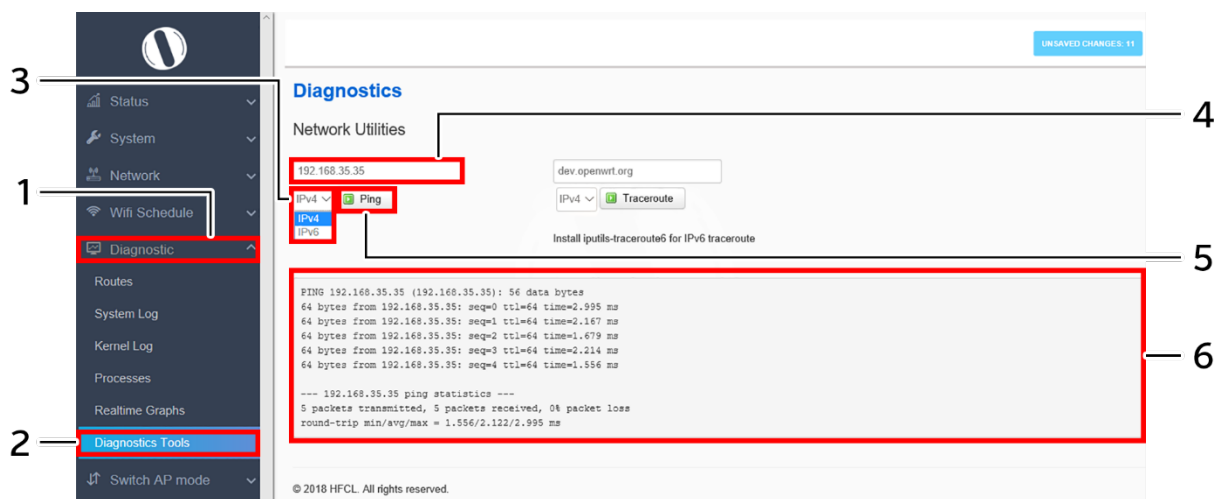 UNSAVED CHANGES: 11
3
Status
Diagnostics
4
System
Network Utilities
1
Network
192.168.35.35
dev.openwrt.org
Wifi Schedule
IPv4
Ping
IPv4
Traceroute
IPv4
IPv6
Install iputils-traceroute6 for IPv6 traceroute
Diagnostic
5
Routes
System Log
Kernel Log
Processes
Realtime Graphs
2
Diagnostics Tools
Switch AP mode
PING 192.168.35.35 (192.168.35.35): 56 data bytes
64 bytes from 192.168.35.35: seq=0 ttl=64 time=2.995 ms
64 bytes from 192.168.35.35: seq=1 ttl=64 time=2.167 ms
64 bytes from 192.168.35.35: seq=2 ttl=64 time=1.679 ms
64 bytes from 192.168.35.35: seq=3 ttl=64 time=2.214 ms
64 bytes from 192.168.35.35: seq=4 ttl=64 time=1.556 ms
--- 192.168.35.35 ping statistics ---
5 packets transmitted, 5 packets received, 0% packet loss
round-trip min/avg/max = 1.556/2.122/2.995 ms
6
© 2018 HFCL. All rights reserved.